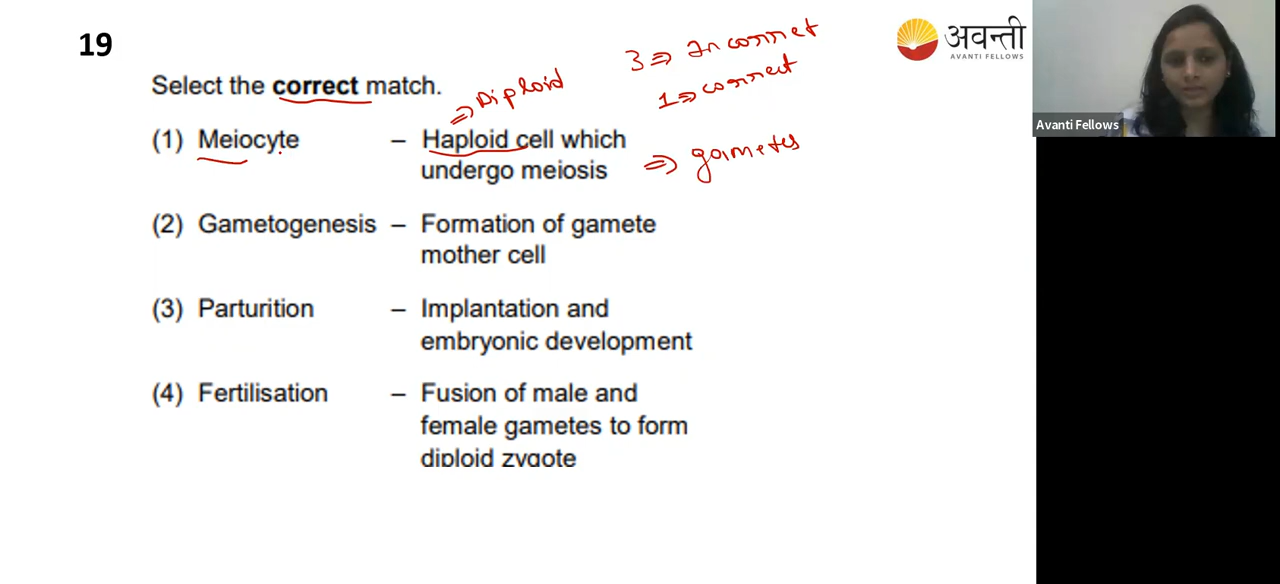 19
अवन्ती
AVANTI FELLOWS
Select the correct match.
⇒ Diploid
3 ⇒ Incorrect
1 ⇒ correct
Avanti Fellows
(1) Meiocyte – Haploid cell which
undergo meiosis
⇒ gametes
(2) Gametogenesis – Formation of gamete
mother cell
(3) Parturition – Implantation and
embryonic development
(4) Fertilisation – Fusion of male and
female gametes to form
diploid zygote